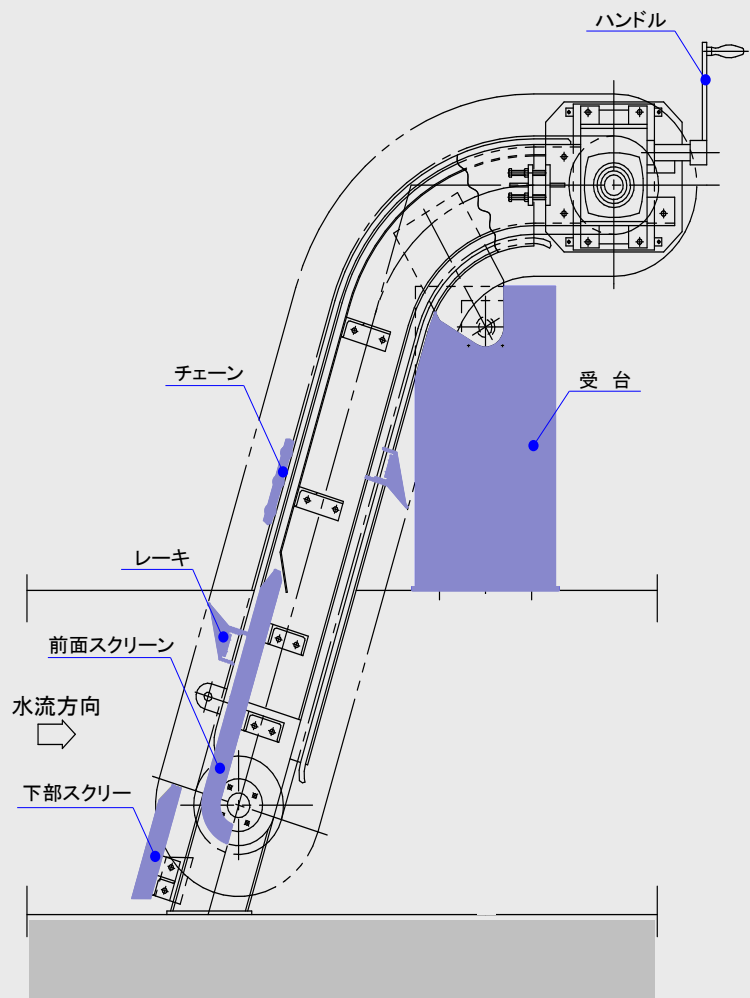 ハンドル
チェーン
受 台
レーキ
前面スクリーン
水流方向
下部スクリー